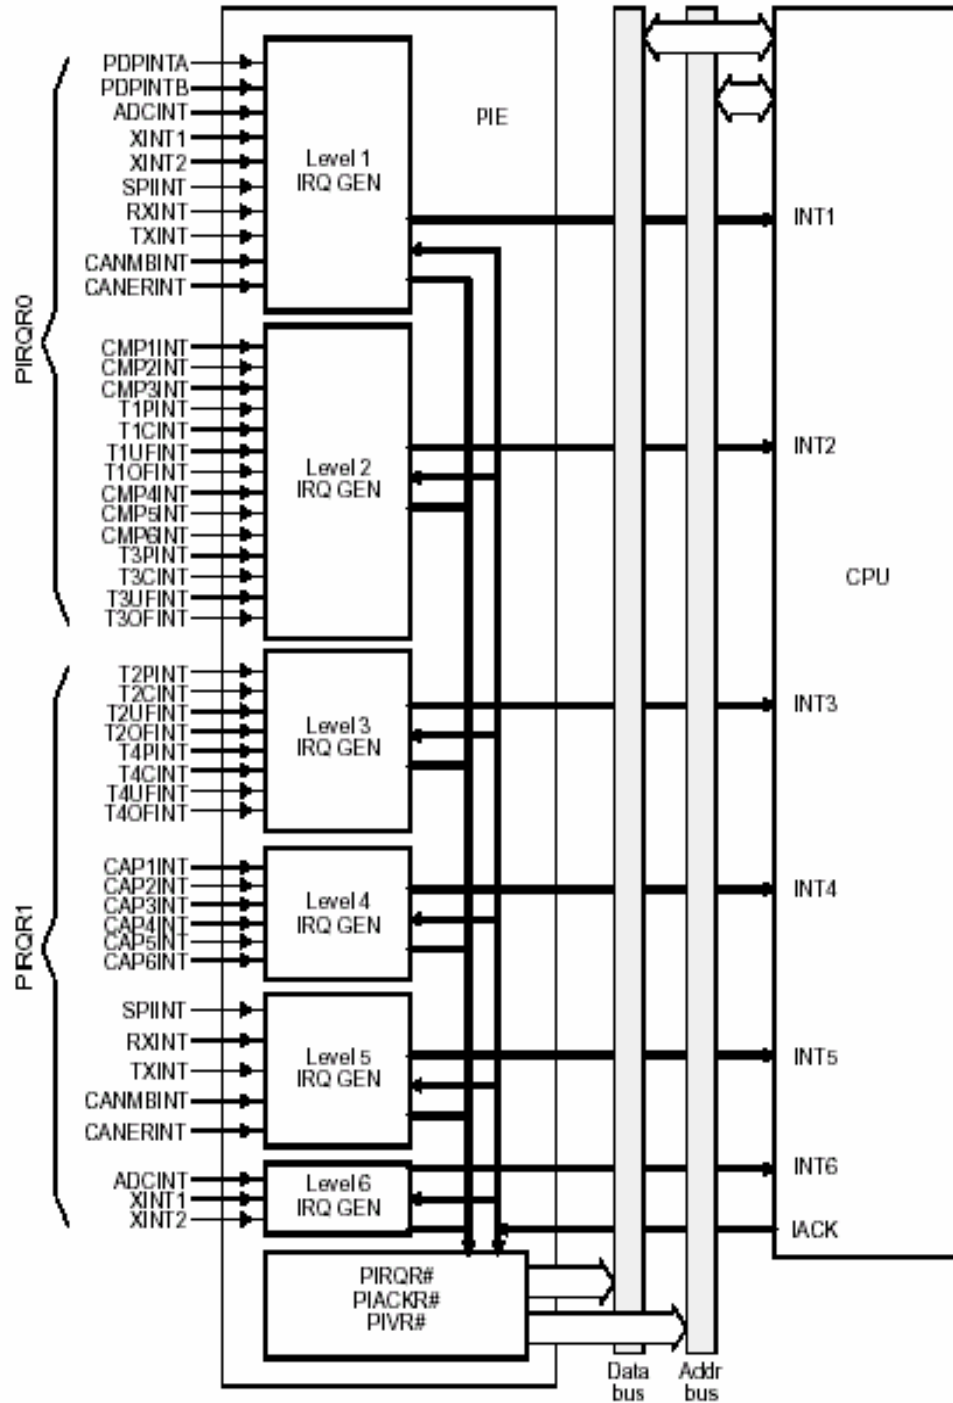 PDPINTA
PDPINTB
ADCINT
XINT1
XINT2
SPIINT
RXINT
TXINT
CANMBINT
CANERINT
Level 1
IRQ GEN
PIE
INT1
PIRQR0
CMP1INT
CMP2INT
CMP3INT
T1PINT
T1CINT
T1UFINT
T1OFINT
CMP4INT
CMP5INT
CMP6INT
T3PINT
T3CINT
T3UFINT
T3OFINT
Level 2
IRQ GEN
INT2
CPU
T2PINT
T2CINT
T2UFINT
T2OFINT
T4PINT
T4CINT
T4UFINT
T4OFINT
Level 3
IRQ GEN
INT3
PIRQR1
CAP1INT
CAP2INT
CAP3INT
CAP4INT
CAP5INT
CAP6INT
Level 4
IRQ GEN
INT4
SPIINT
RXINT
TXINT
CANMBINT
CANERINT
Level 5
IRQ GEN
INT5
ADCINT
XINT1
XINT2
Level 6
IRQ GEN
INT6
IACK
PIRQR#
PIACKR#
PIVR#
Data
bus
Addr
bus